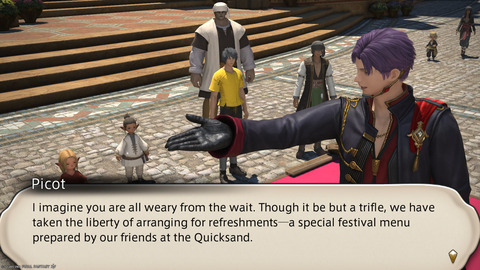 Picot
I imagine you are all weary from the wait. Though it be but a trifle, we have
taken the liberty of arranging for refreshments—a special festival menu
prepared by our friends at the Quicksand.